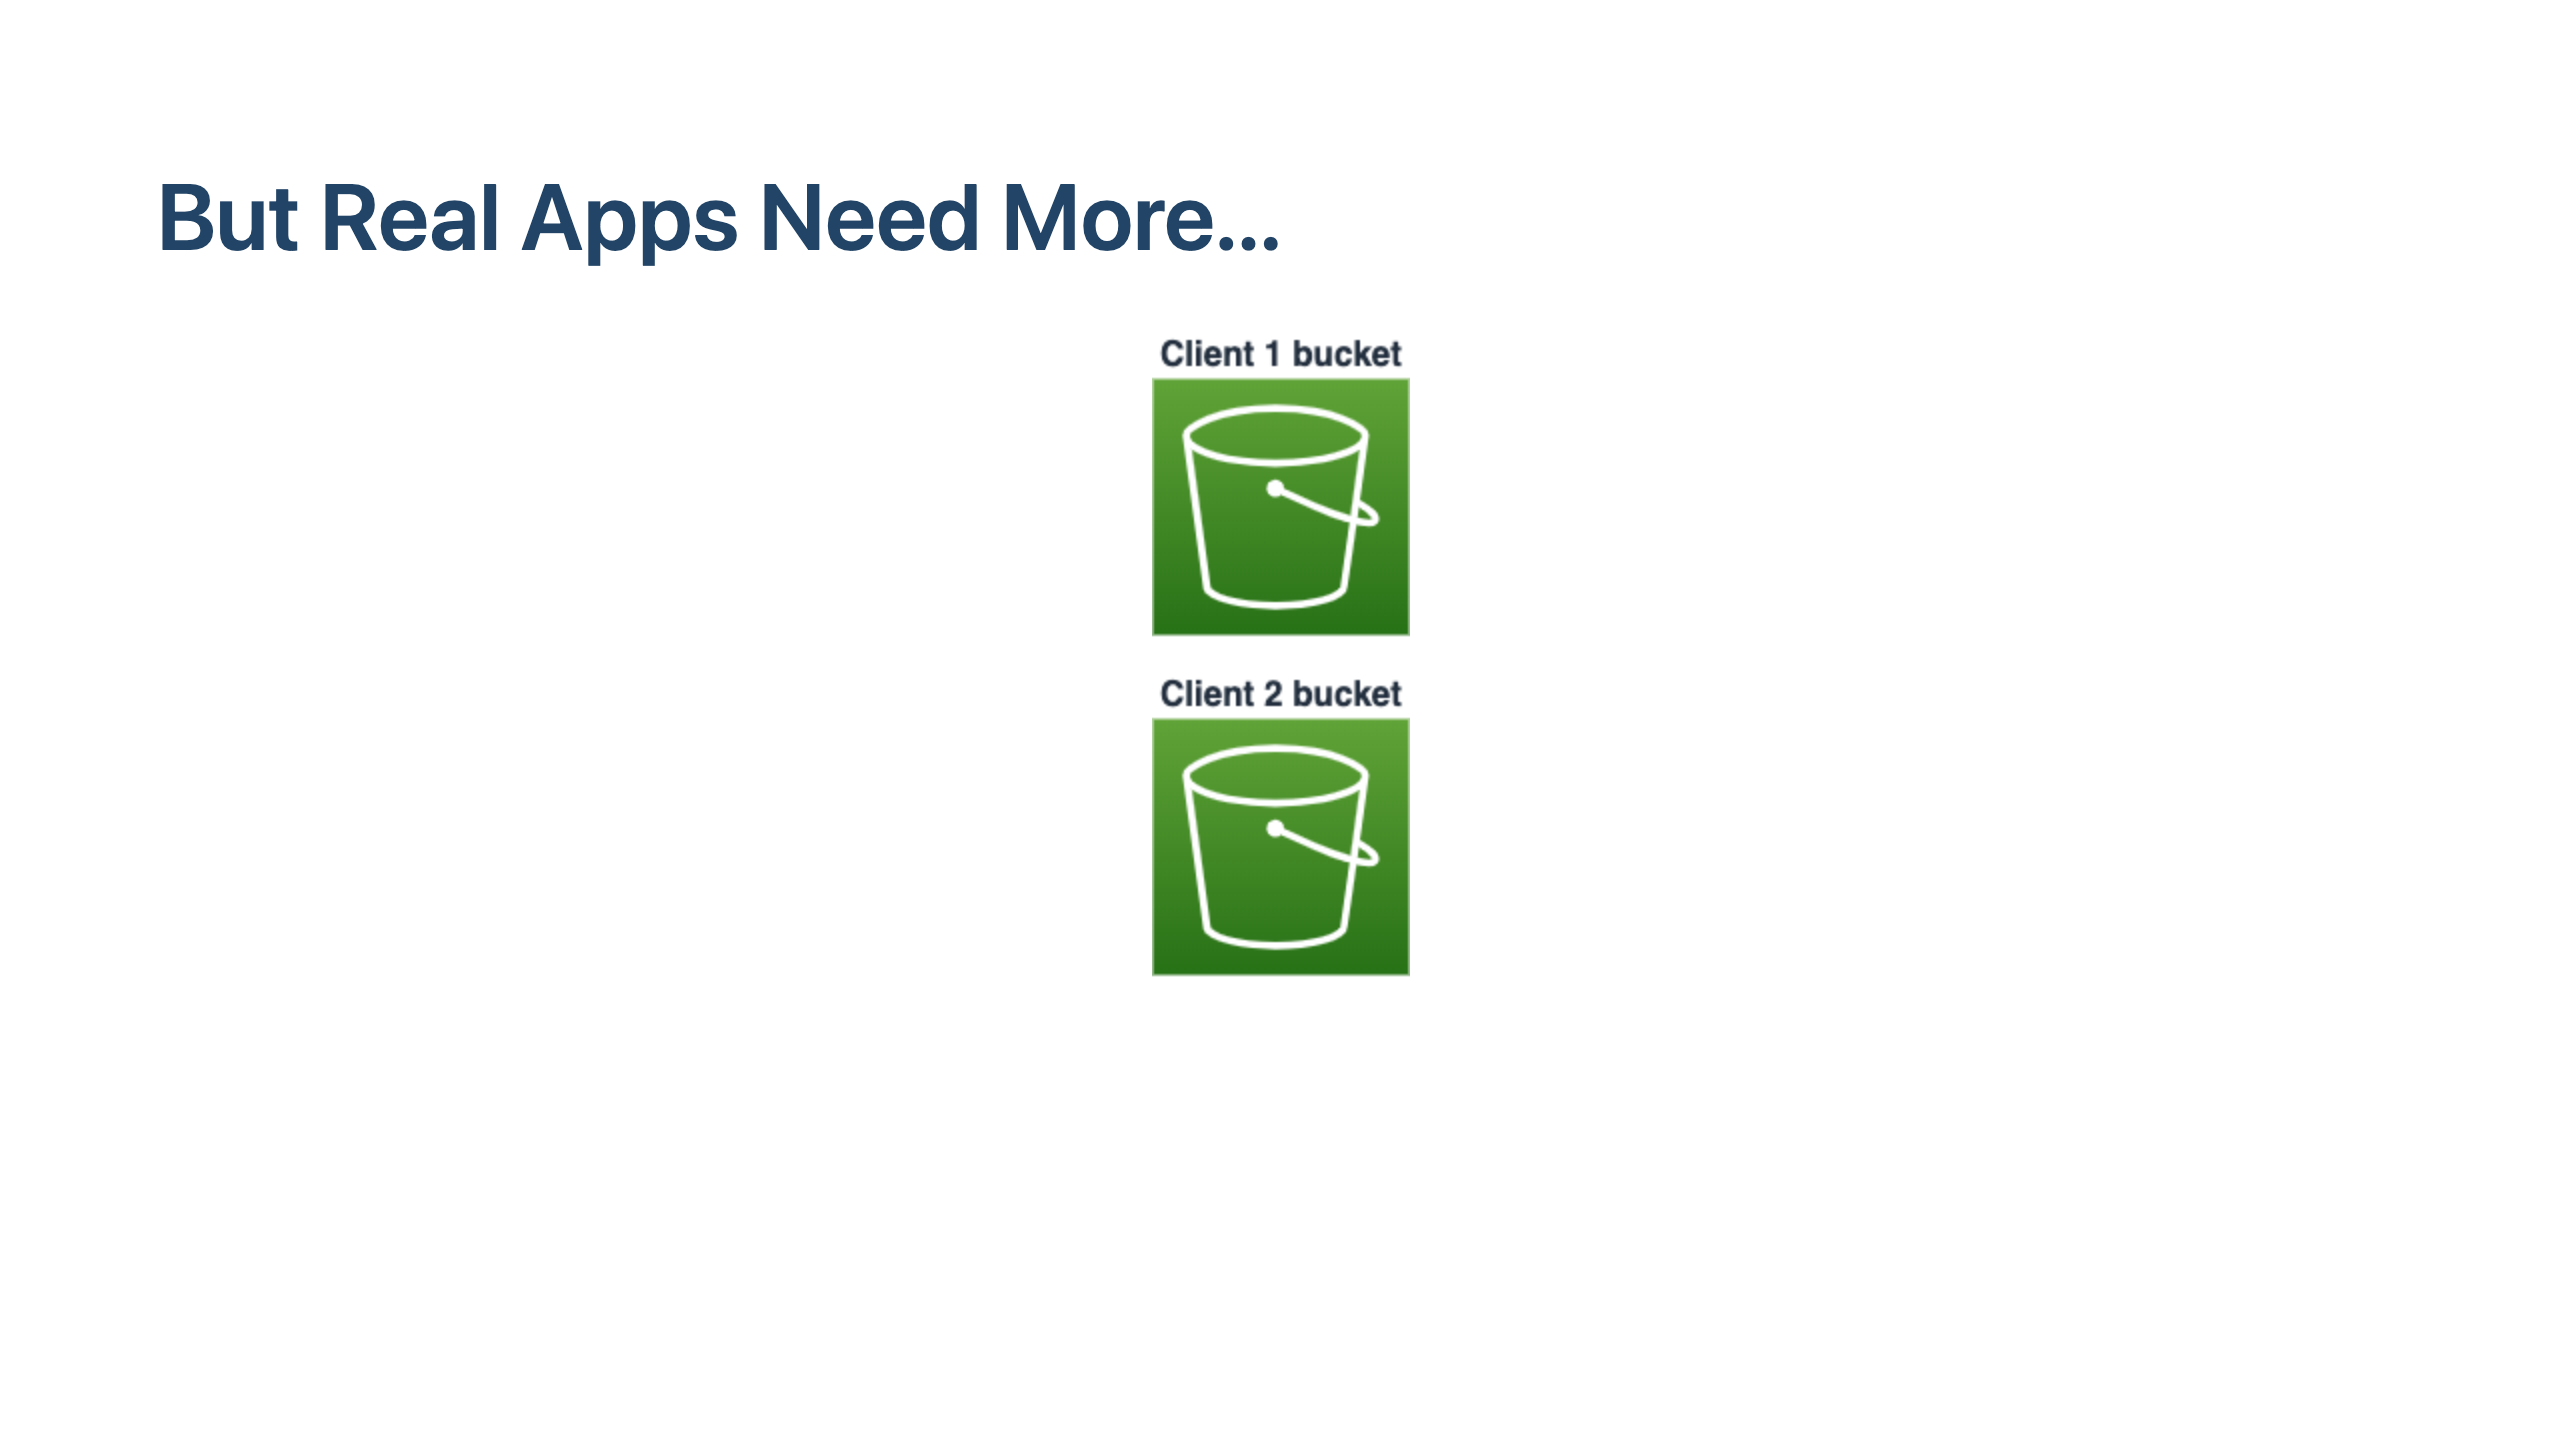 But Real Apps Need More...
Client 1 bucket
Client 2 bucket